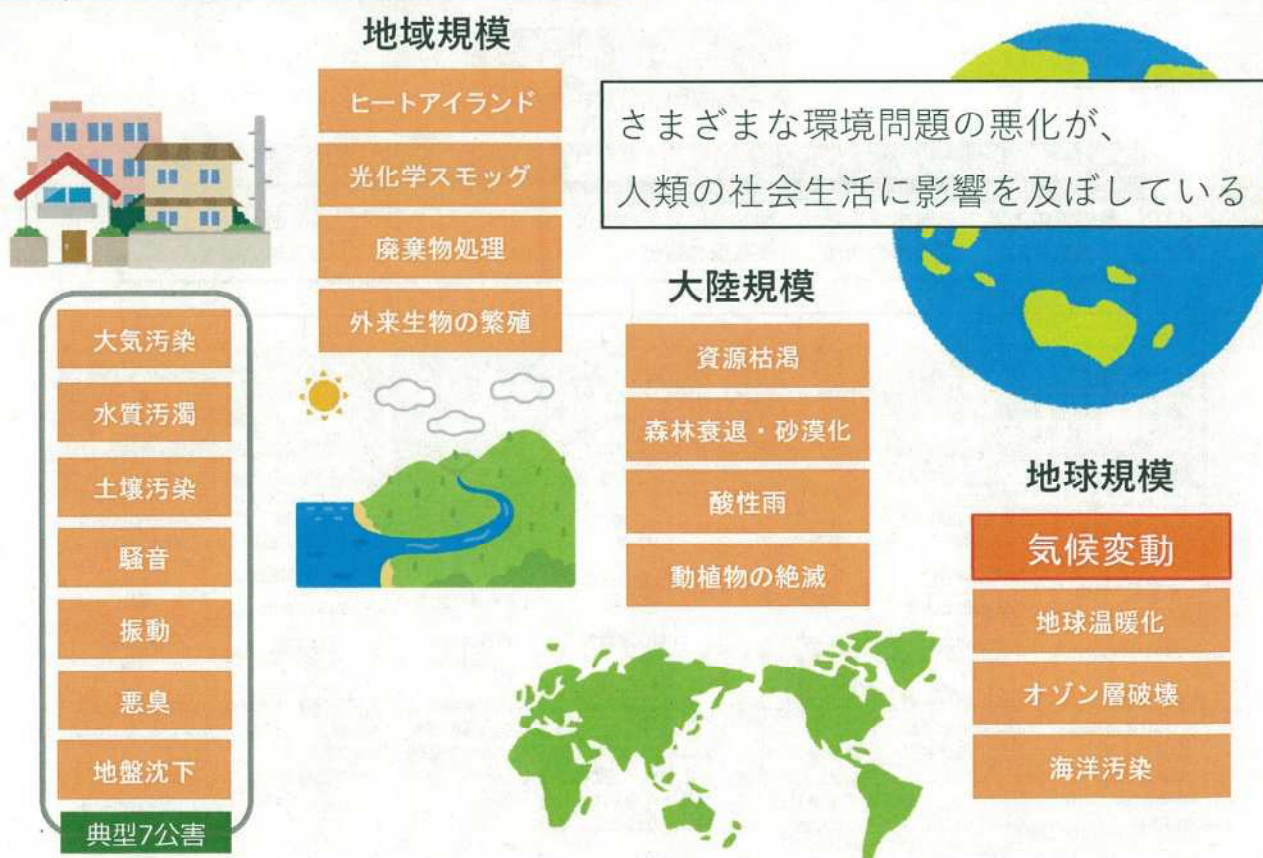 地域規模
ヒートアイランド
光化学スモッグ
廃棄物処理
外来生物の繁殖
さまざまな環境問題の悪化が、
人類の社会生活に影響を及ぼしている
大気汚染
水質汚濁
土壌汚染
騒音
振動
悪臭
地盤沈下
典型7公害
大陸規模
資源枯渇
森林衰退・砂漠化
酸性雨
動植物の絶滅
地球規模
気候変動
地球温暖化
オゾン層破壊
海洋汚染